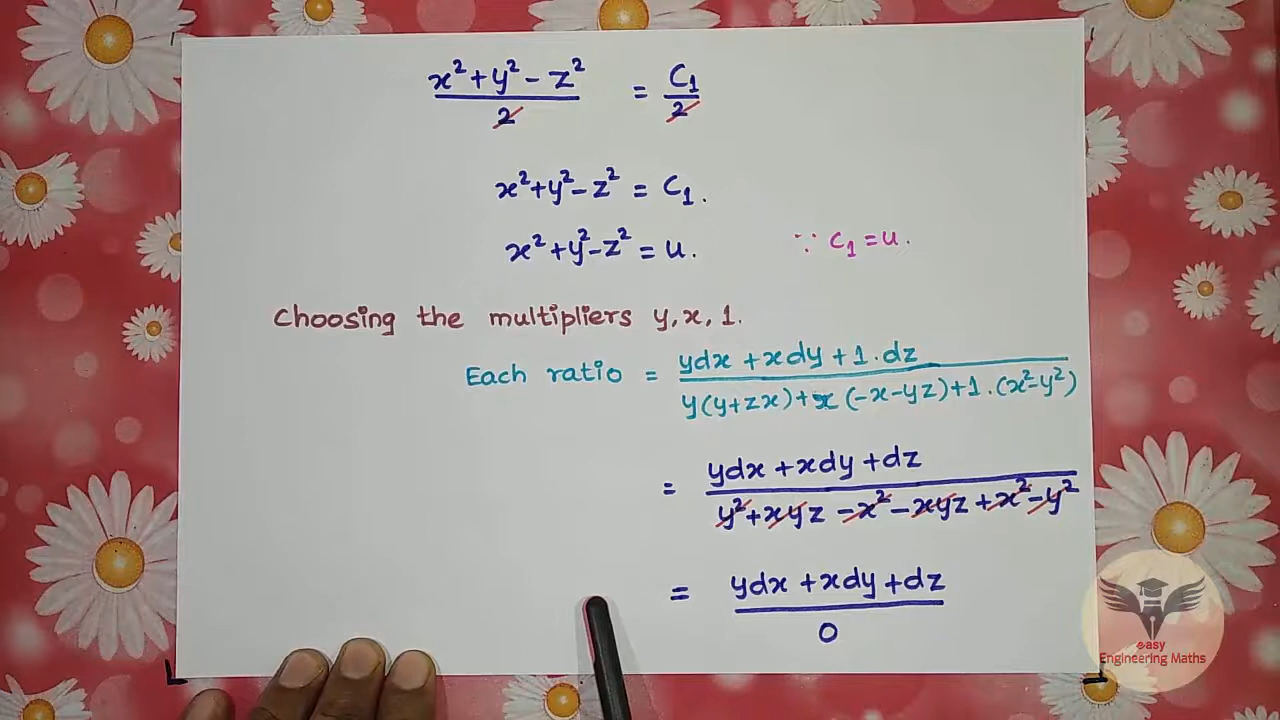 x²+y²-z²/2̸ = C₁/2̸
x²+y²-z² = C₁.
x²+y²-z² = u. ∵ C₁ = u.
Choosing the multipliers y, x, 1.
Each ratio = ydx + xdy + 1.dz / y(y+zx)+x(-x-yz)+1.(x²-y²)
= ydx + xdy + dz / y²+xyz -x²-xyz +x²-y²
= ydx + xdy + dz / 0
easy
Engineering Maths